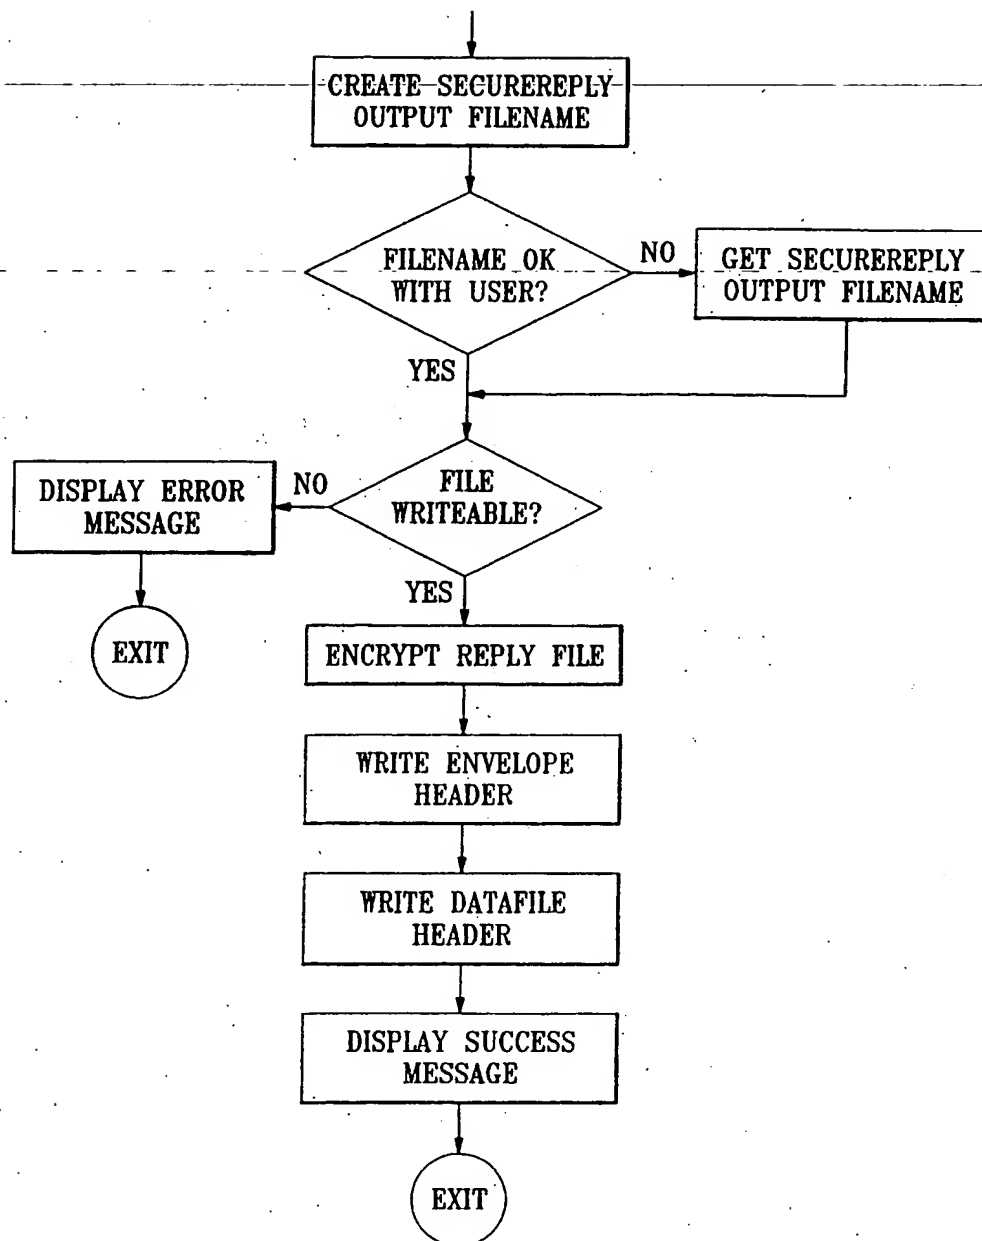 CREATE SECUREREPLY
OUTPUT FILENAME
FILENAME OK
WITH USER?
NO
GET SECUREREPLY
OUTPUT FILENAME
YES
FILE
WRITEABLE?
NO
DISPLAY ERROR
MESSAGE
EXIT
YES
ENCRYPT REPLY FILE
WRITE ENVELOPE
HEADER
WRITE DATAFILE
HEADER
DISPLAY SUCCESS
MESSAGE
EXIT